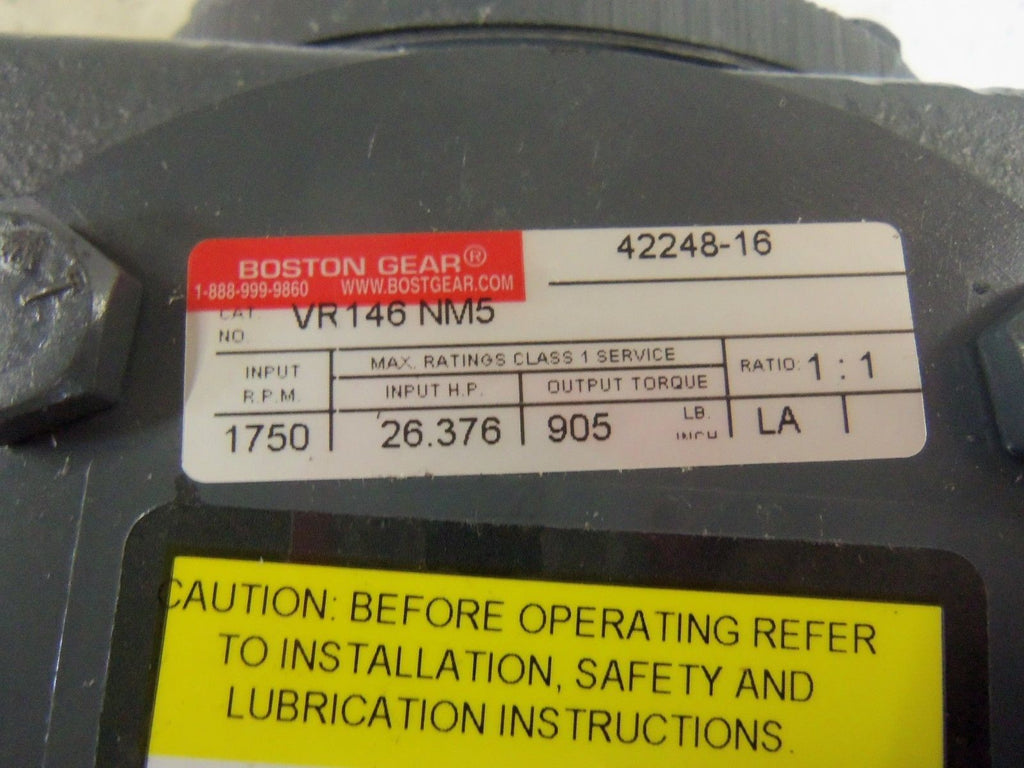 42248-16
BOSTON GEAR®
1-888-999-9860 WWW.BOSTGEAR.COM
CAT. NO. VR146 NM5
INPUT R.P.M.
MAX. RATINGS CLASS 1 SERVICE
INPUT H.P. OUTPUT TORQUE
RATIO: 1 : 1
1750 26.376 905 LB. INCH LA
CAUTION: BEFORE OPERATING REFER
TO INSTALLATION, SAFETY AND
LUBRICATION INSTRUCTIONS.